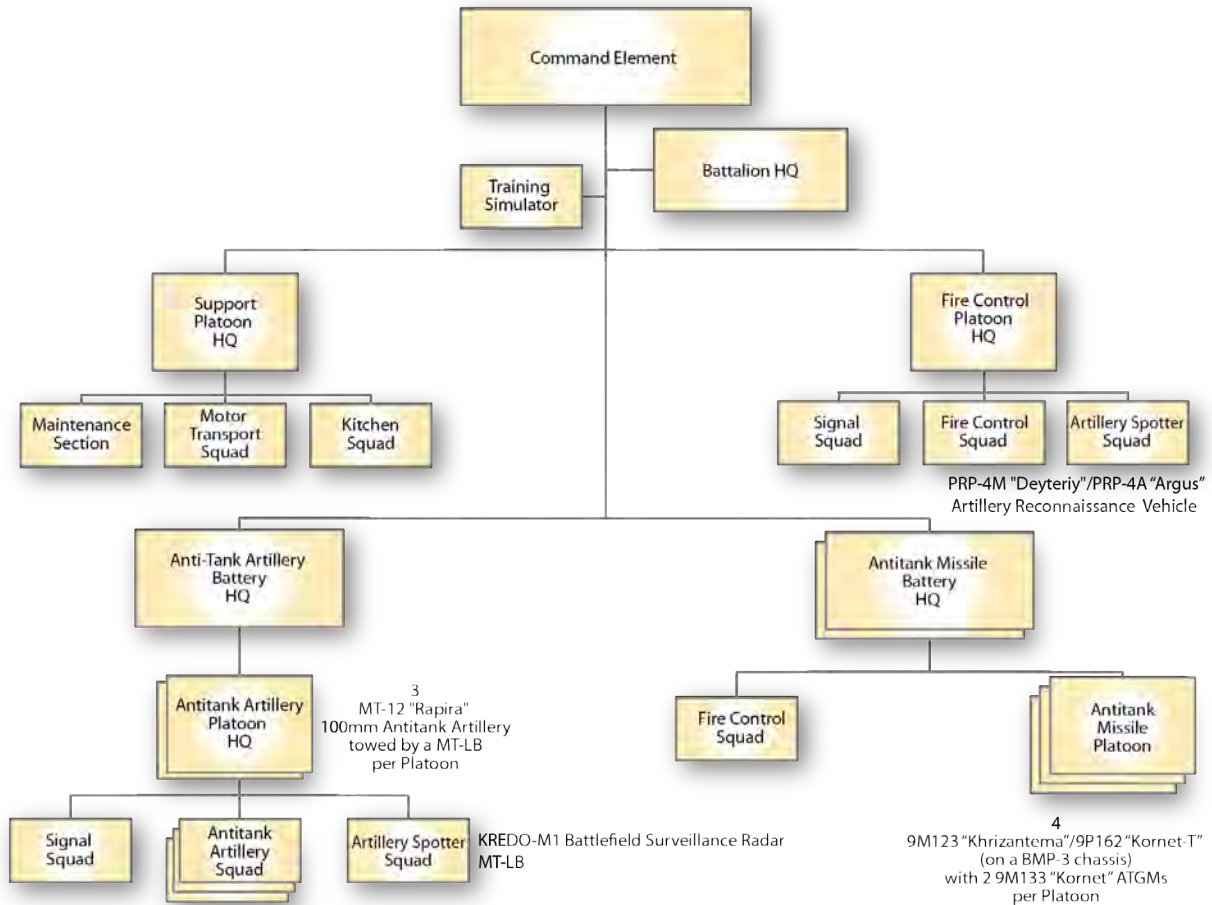 Command Element
Battalion HQ
Training
Simulator
Support
Platoon
HQ
Fire Control
Platoon
HQ
Maintenance
Section
Motor
Transport
Squad
Kitchen
Squad
Signal
Squad
Fire Control
Squad
Artillery Spotter
Squad
PRP-4M "Deyteriy"/PRP-4A “Argus”
Artillery Reconnaissance Vehicle
Anti-Tank Artillery
Battery
HQ
Antitank Missile
Battery
HQ
Antitank Artillery
Platoon
HQ
3
MT-12 "Rapira"
100mm Antitank Artillery
towed by a MT-LB
per Platoon
Fire Control
Squad
Antitank
Missile
Platoon
Signal
Squad
Antitank
Artillery
Squad
Artillery Spotter
Squad
KREDO-M1 Battlefield Surveillance Radar
MT-LB
4
9M123 “Khrizantema”/9P162 “Kornet-T”
(on a BMP-3 chassis)
with 2 9M133 “Kornet” ATGMs
per Platoon